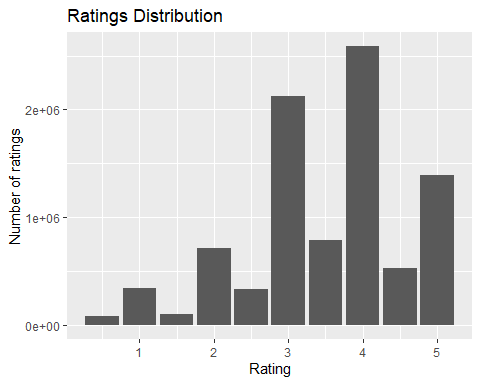 Ratings Distribution
Number of ratings
2e+06
1e+06
0e+00
1 2 3 4 5
Rating